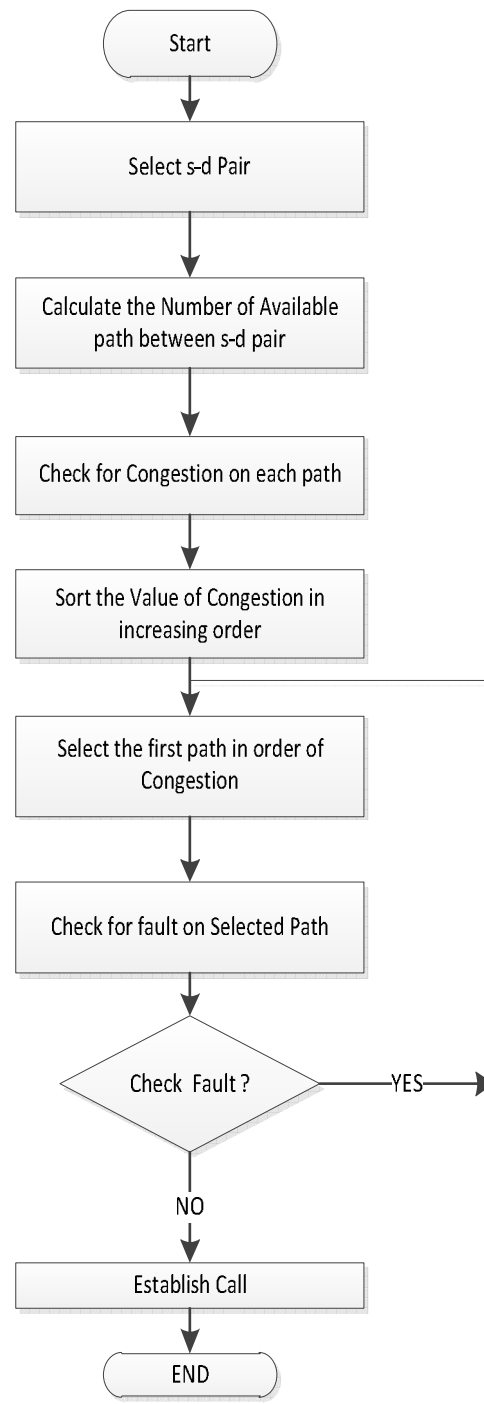 Start
Select s-d Pair
Calculate the Number of Available
path between s-d pair
Check for Congestion on each path
Sort the Value of Congestion in
increasing order
Select the first path in order of
Congestion
Check for fault on Selected Path
Check Fault ?
YES
NO
Establish Call
END